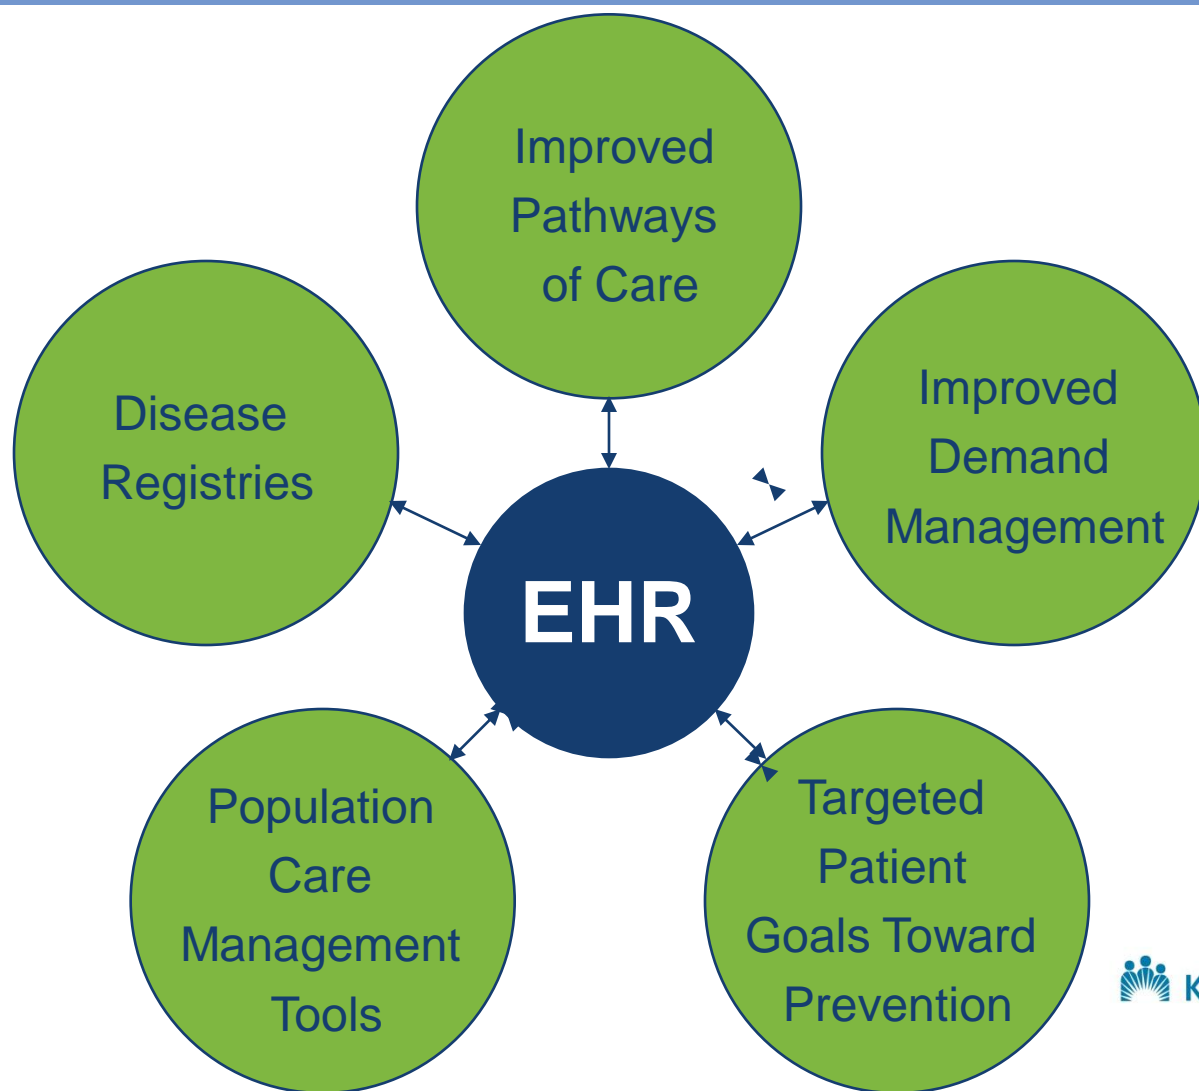 Improved
Pathways
of Care
Disease
Registries
Improved
Demand
Management
EHR
Population
Care
Management
Tools
Targeted
Patient
Goals Toward
Prevention
K